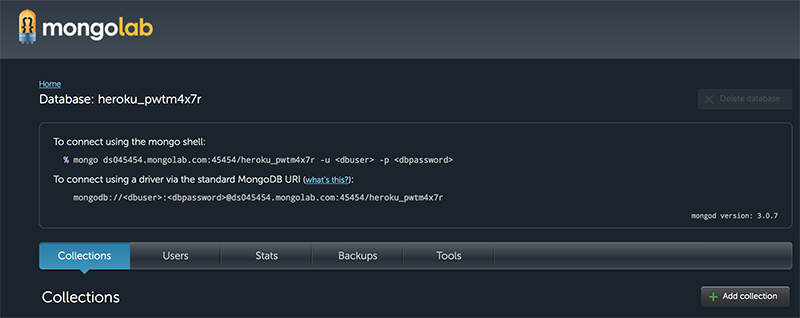 mongolab
Home
Database: heroku_pwtm4x7r
Delete database
To connect using the mongo shell:
% mongo ds045454.mongolab.com:45454/heroku_pwtm4x7r -u <dbuser> -p <dbpassword>
To connect using a driver via the standard MongoDB URI (what's this?):
mongodb://<dbuser>:<dbpassword>@ds045454.mongolab.com:45454/heroku_pwtm4x7r
mongod version: 3.0.7
Collections Users Stats Backups Tools
Collections
Add collection